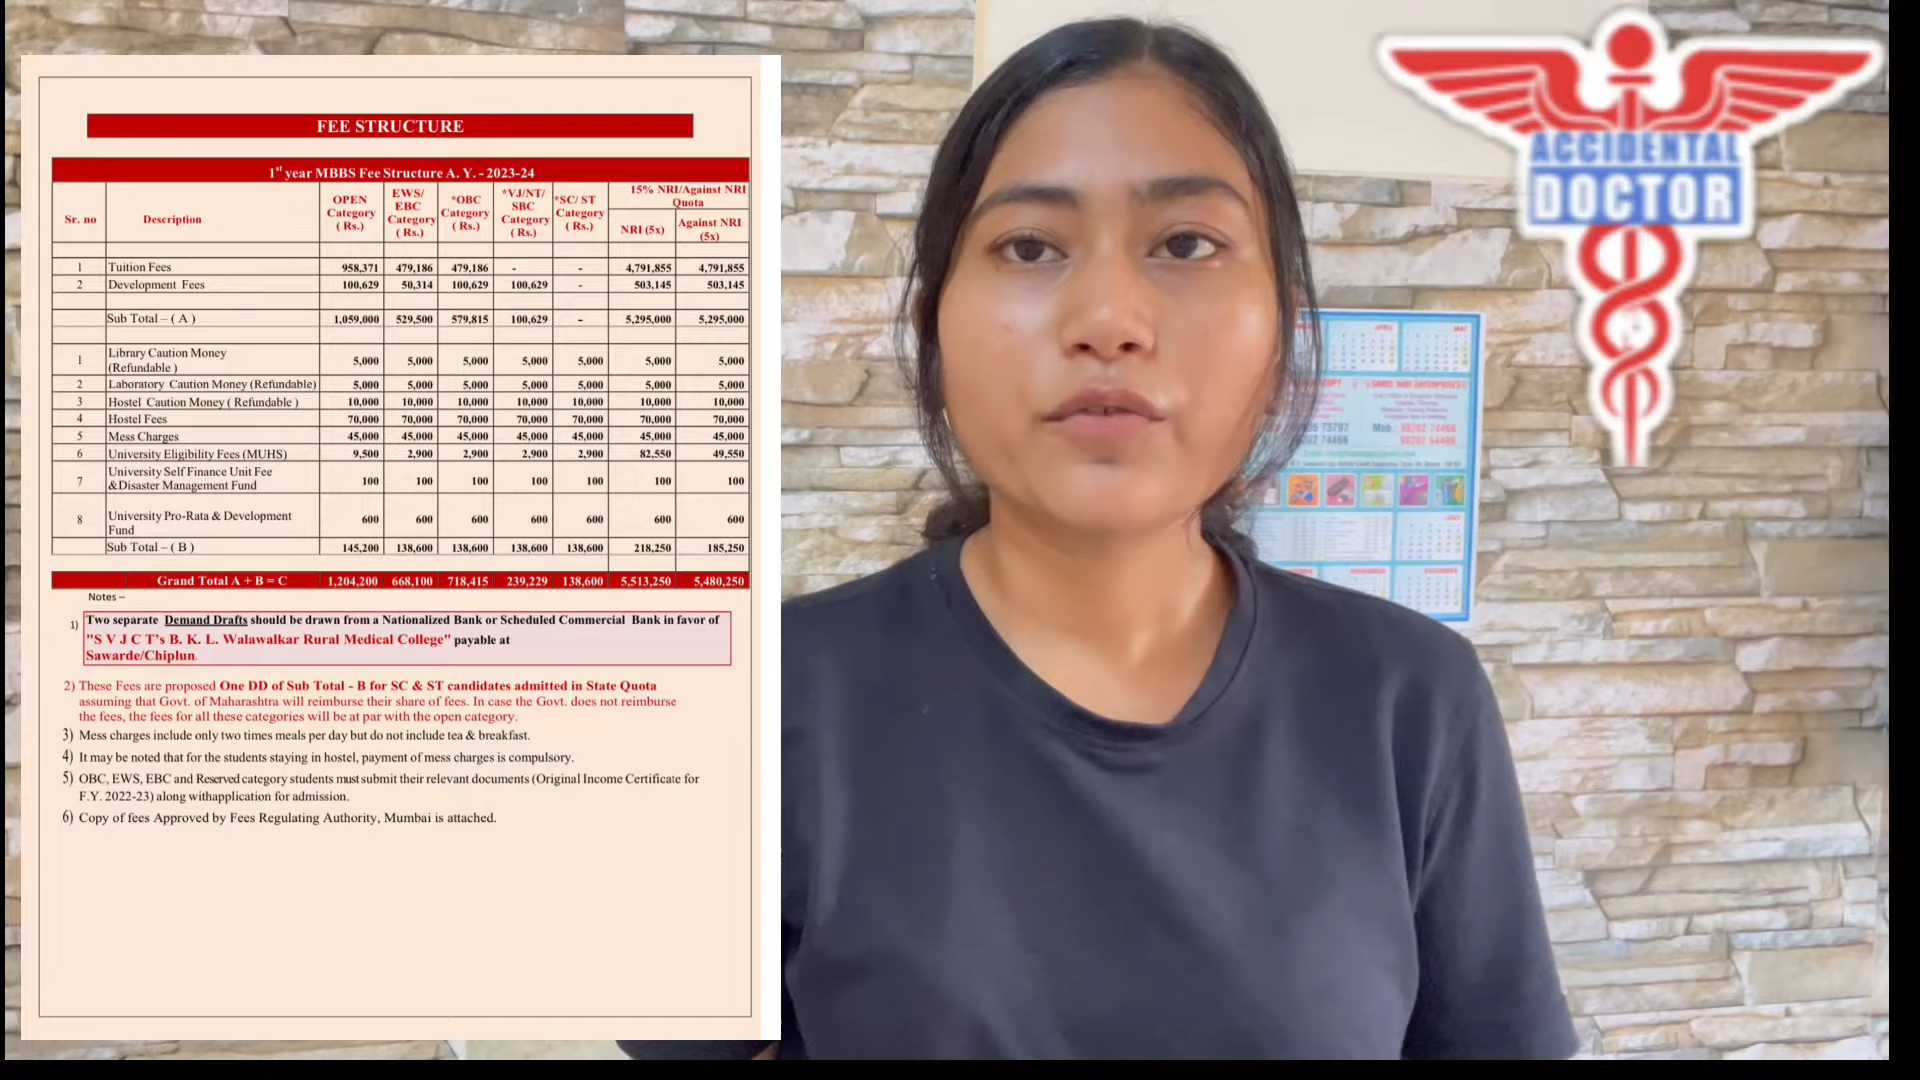 FEE STRUCTURE
1st year MBBS Fee Structure A. Y. - 2023-24
Sr. no Description OPEN Category ( Rs.) EWS/ EBC Category ( Rs.) *OBC Category ( Rs.) *VJ/NT/ SBC Category ( Rs.) *SC/ ST Category ( Rs.) 15% NRI/Against NRI Quota NRI (5x) Against NRI (5x)
1 Tuition Fees 958,371 479,186 479,186 - - 4,791,855 4,791,855
2 Development Fees 100,629 50,314 100,629 100,629 - 503,145 503,145
Sub Total – ( A ) 1,059,000 529,500 579,815 100,629 - 5,295,000 5,295,000
1 Library Caution Money (Refundable ) 5,000 5,000 5,000 5,000 5,000 5,000 5,000
2 Laboratory Caution Money (Refundable) 5,000 5,000 5,000 5,000 5,000 5,000 5,000
3 Hostel Caution Money ( Refundable ) 10,000 10,000 10,000 10,000 10,000 10,000 10,000
4 Hostel Fees 70,000 70,000 70,000 70,000 70,000 70,000 70,000
5 Mess Charges 45,000 45,000 45,000 45,000 45,000 45,000 45,000
6 University Eligibility Fees (MUHS) 9,500 2,900 2,900 2,900 2,900 82,550 49,550
7 University Self Finance Unit Fee &Disaster Management Fund 100 100 100 100 100 100 100
8 University Pro-Rata & Development Fund 600 600 600 600 600 600 600
Sub Total – ( B ) 145,200 138,600 138,600 138,600 138,600 218,250 185,250
Grand Total A + B = C 1,204,200 668,100 718,415 239,229 138,600 5,513,250 5,480,250
Notes –
1) Two separate Demand Drafts should be drawn from a Nationalized Bank or Scheduled Commercial Bank in favor of
"S V J C T's B. K. L. Walawalkar Rural Medical College" payable at
Sawarde/Chiplun.
2) These Fees are proposed One DD of Sub Total - B for SC & ST candidates admitted in State Quota
assuming that Govt. of Maharashtra will reimburse their share of fees. In case the Govt. does not reimburse
the fees, the fees for all these categories will be at par with the open category.
3) Mess charges include only two times meals per day but do not include tea & breakfast.
4) It may be noted that for the students staying in hostel, payment of mess charges is compulsory.
5) OBC, EWS, EBC and Reserved category students must submit their relevant documents (Original Income Certificate for
F.Y. 2022-23) along withapplication for admission.
6) Copy of fees Approved by Fees Regulating Authority, Mumbai is attached.
ACCIDENTAL
DOCTOR
APRIL
MAY
73797
74466
Mob
98202 74466